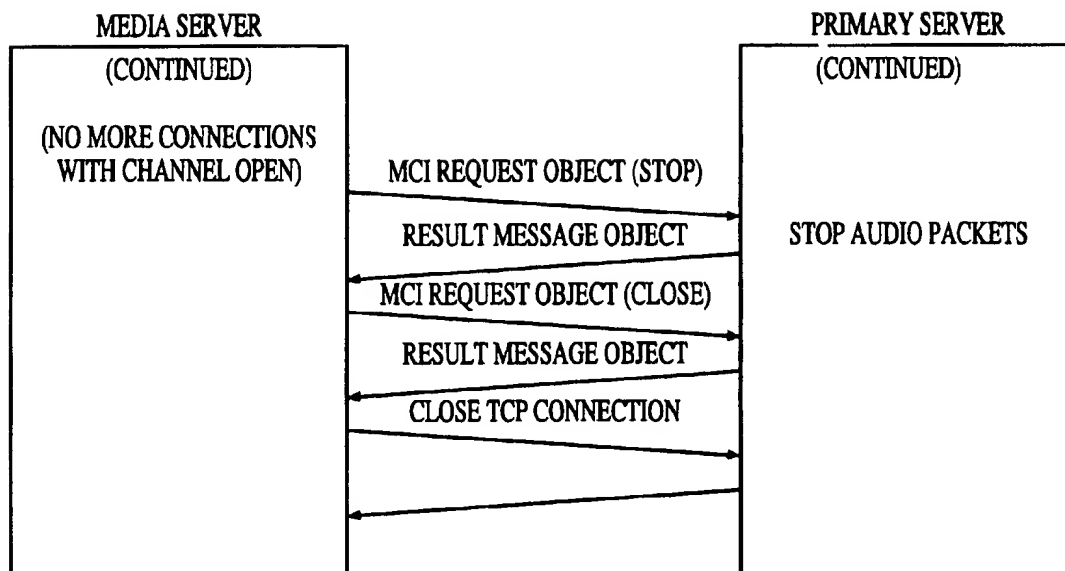 MEDIA SERVER
(CONTINUED)
(NO MORE CONNECTIONS
WITH CHANNEL OPEN)
PRIMARY SERVER
(CONTINUED)
MCI REQUEST OBJECT (STOP)
RESULT MESSAGE OBJECT
STOP AUDIO PACKETS
MCI REQUEST OBJECT (CLOSE)
RESULT MESSAGE OBJECT
CLOSE TCP CONNECTION